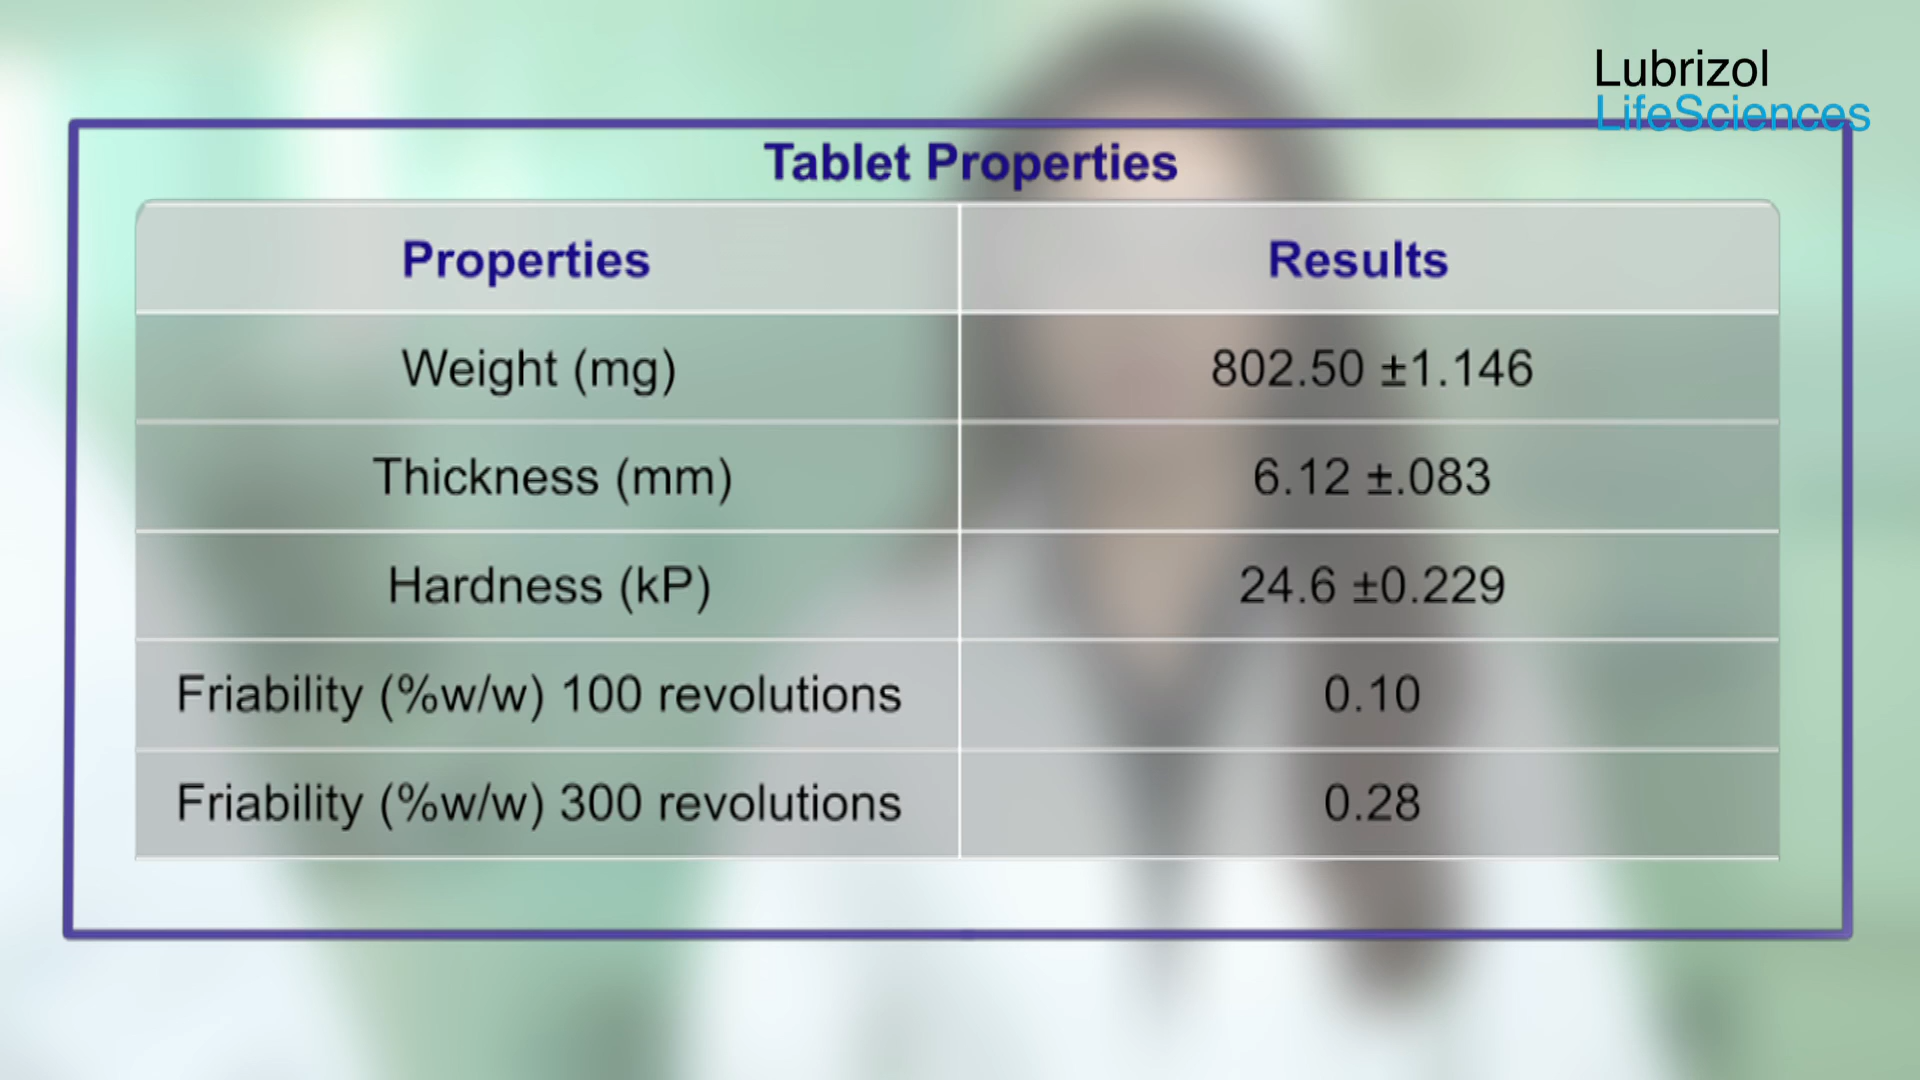 Lubrizol
LifeSciences
Tablet Properties
Properties Results
Weight (mg) 802.50 ±1.146
Thickness (mm) 6.12 ±.083
Hardness (kP) 24.6 ±0.229
Friability (%w/w) 100 revolutions 0.10
Friability (%w/w) 300 revolutions 0.28